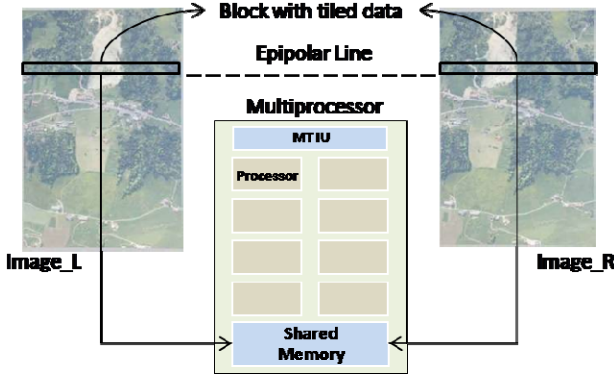 Block with tiled data
Epipolar Line
Multiprocessor
MTIU
Processor
Image_L
Image_R
Shared
Memory